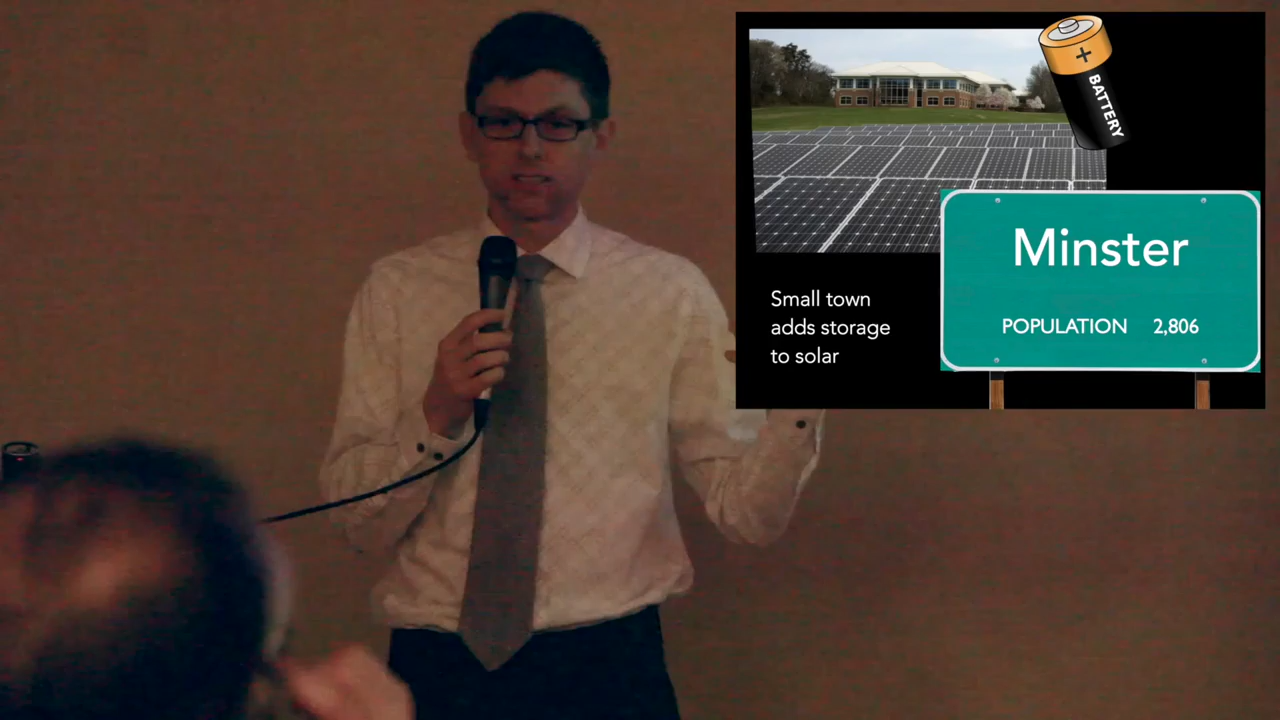 BATTERY
Minster
POPULATION 2,806
Small town
adds storage
to solar